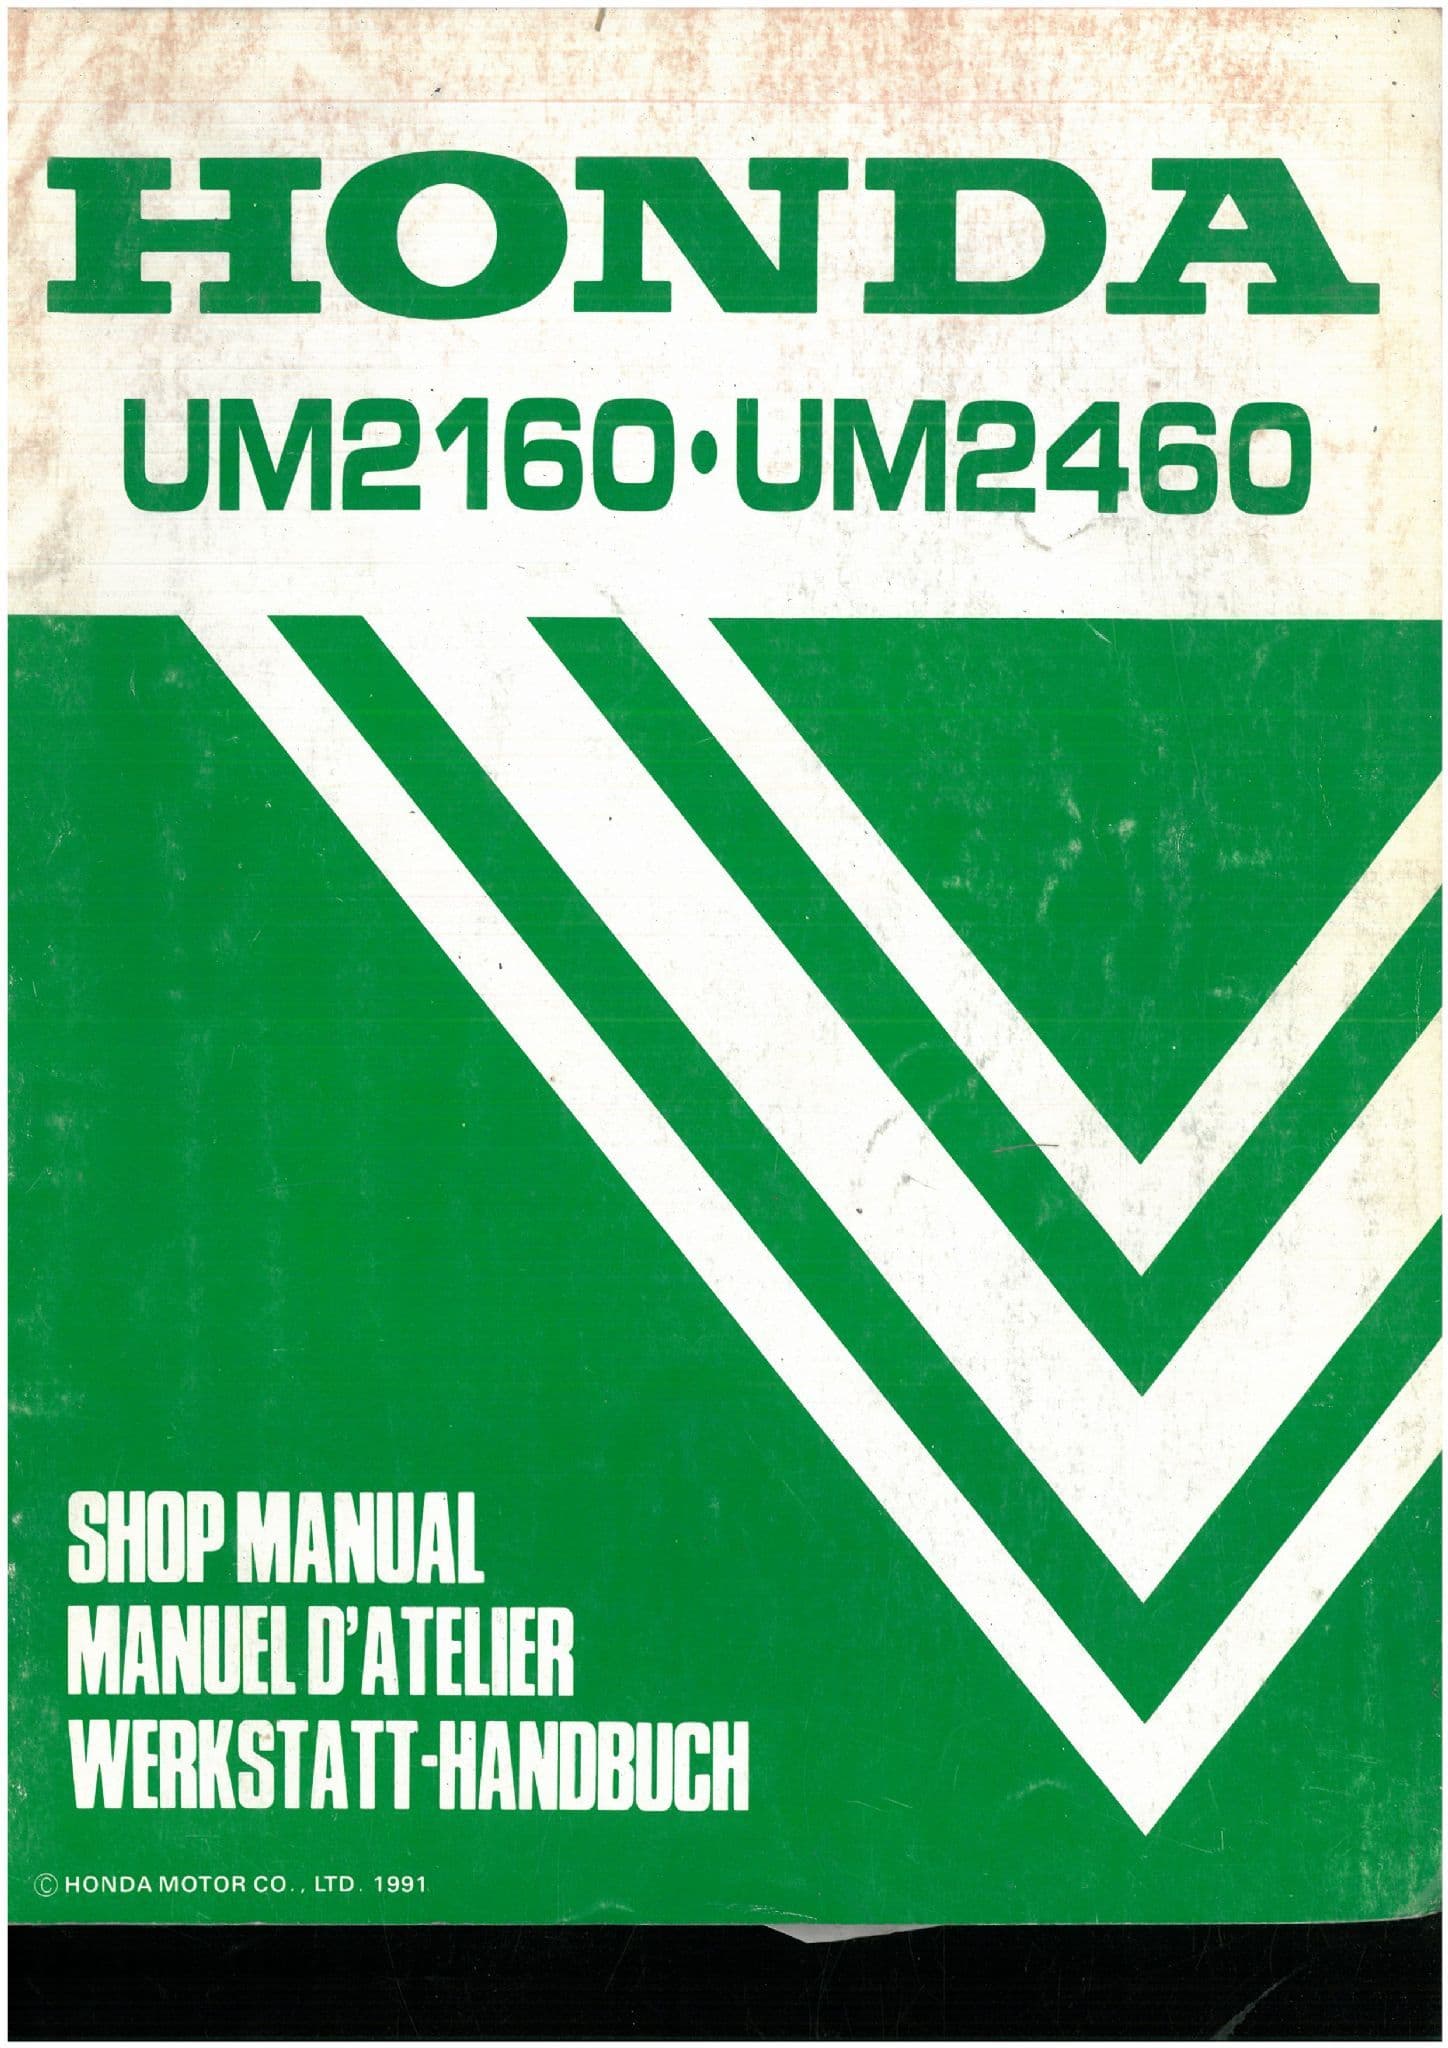 HONDA
UM2160·UM2460
SHOP MANUAL
MANUEL D'ATELIER
WERKSTATT-HANDBUCH
© HONDA MOTOR CO., LTD. 1991